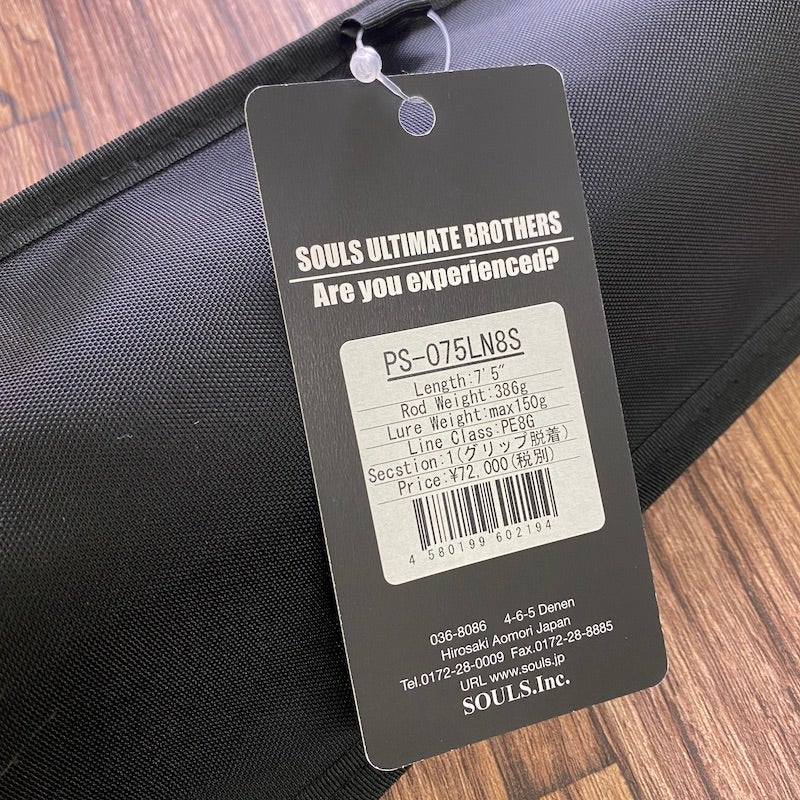 SOULS ULTIMATE BROTHERS
Are you experienced?
PS-075LN8S
Length:7'5"
Rod Weight:386g
Lure Weight:max150g
Line Class:PE8G
Secstion:1(グリップ脱着)
Price:¥72,000(税別)
4 580199 602194
036-8086 4-6-5 Denen
Hirosaki Aomori Japan
Tel.0172-28-0009 Fax.0172-28-8885
URL www.souls.jp
SOULS.Inc.